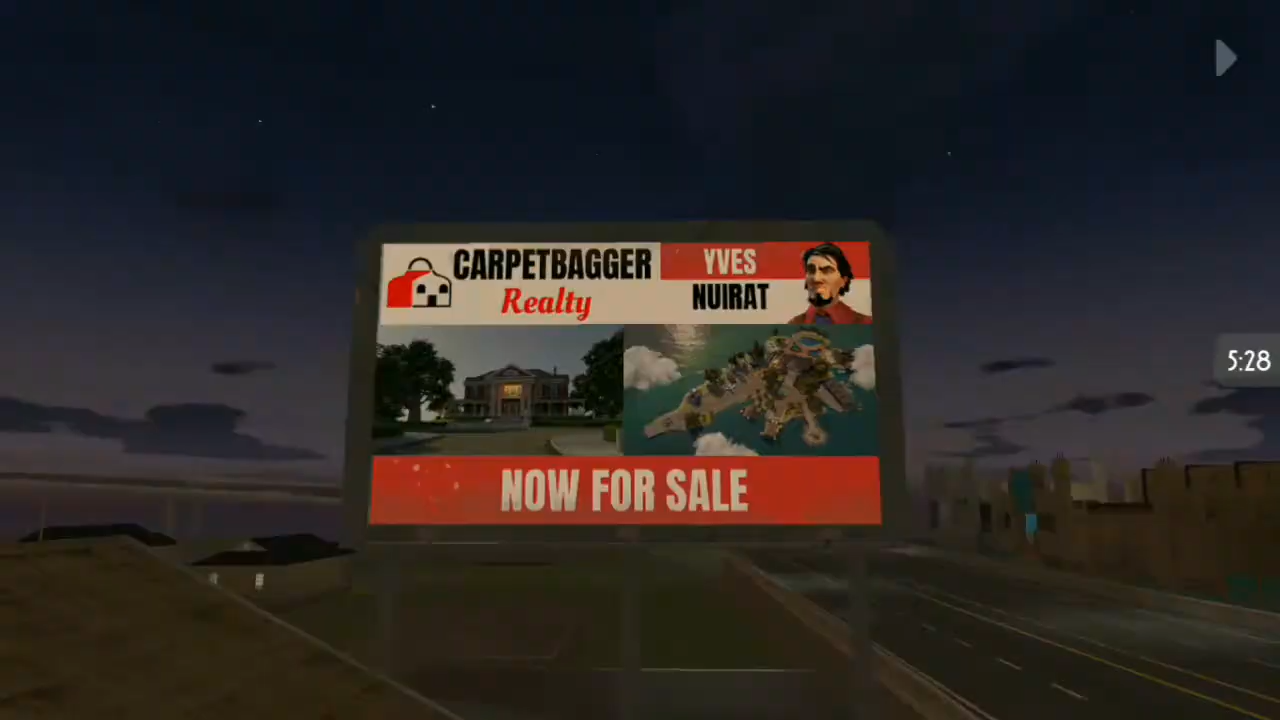 CARPETBAGGER
Realty
YVES
NUIRAT
NOW FOR SALE
5:28